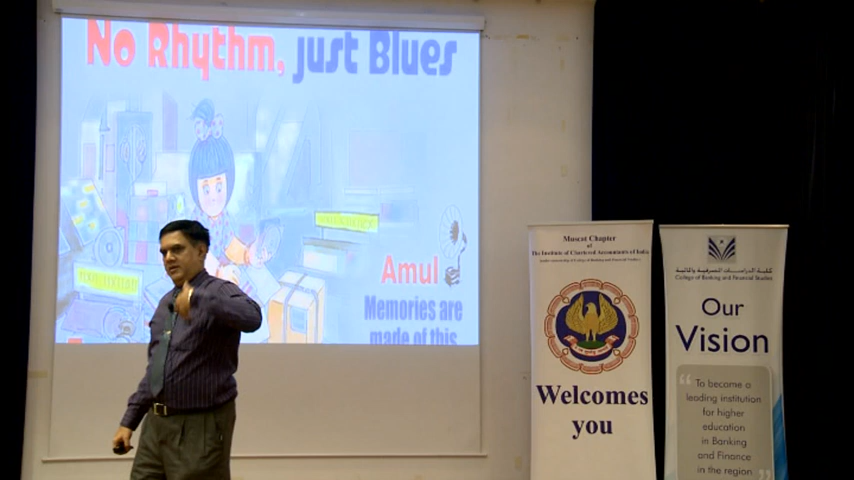 No Rhythm, just Blues
Amul
Memories are
made of this
Muscat Chapter
of
The Institute of Chartered Accountants of India
Welcomes
you
كلية الدراسات المصرفية والمالية
College of Banking and Financial Studies
Our
Vision
“ To become a
leading institution
for higher
education
in Banking
and Finance
in the region ”